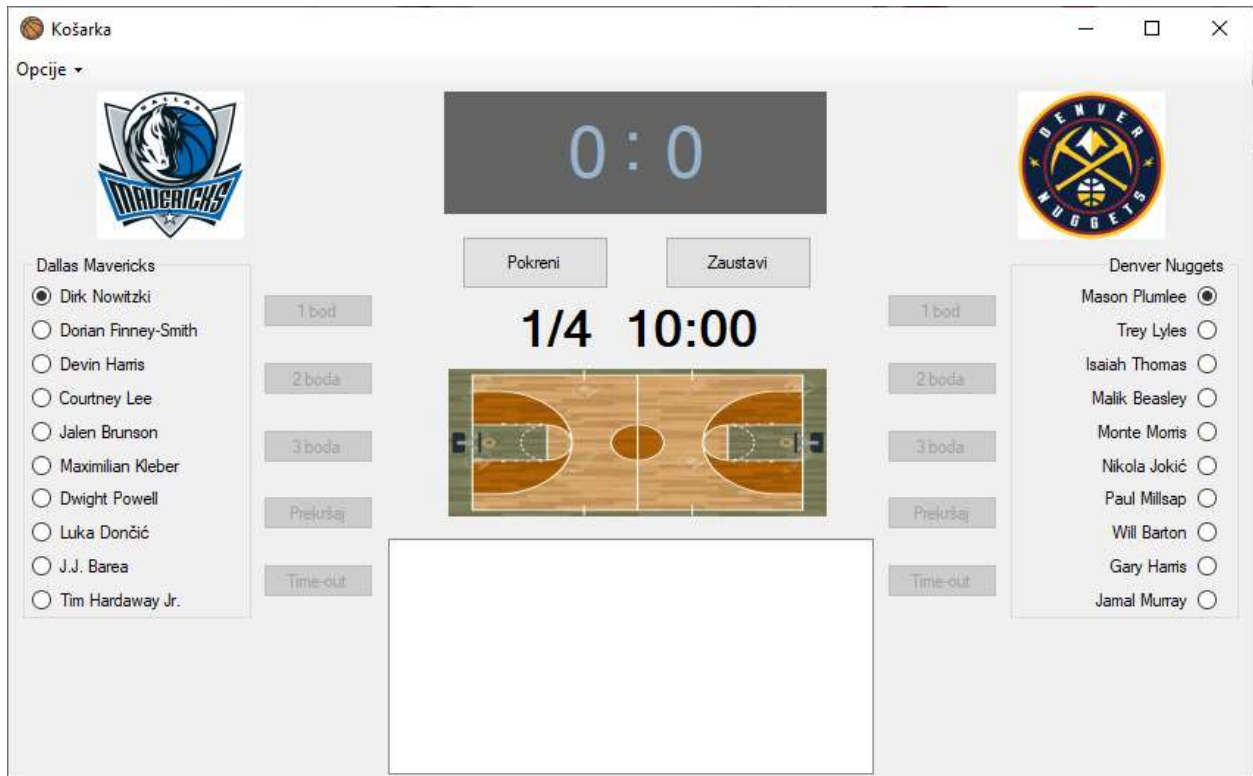 Košarka
Opcije
DALLAS
MAVERICKS
0 : 0
DENVER
NUGGETS
Pokreni
Zaustavi
1/4 10:00
Dallas Mavericks
Dirk Nowitzki
Dorian Finney-Smith
Devin Harris
Courtney Lee
Jalen Brunson
Maximilian Kleber
Dwight Powell
Luka Dončić
J.J. Barea
Tim Hardaway Jr.
1 bod
2 boda
3 boda
Prekršaj
Time-out
1 bod
2 boda
3 boda
Prekršaj
Time-out
Denver Nuggets
Mason Plumlee
Trey Lyles
Isaiah Thomas
Malik Beasley
Monte Morris
Nikola Jokić
Paul Millsap
Will Barton
Gary Harris
Jamal Murray